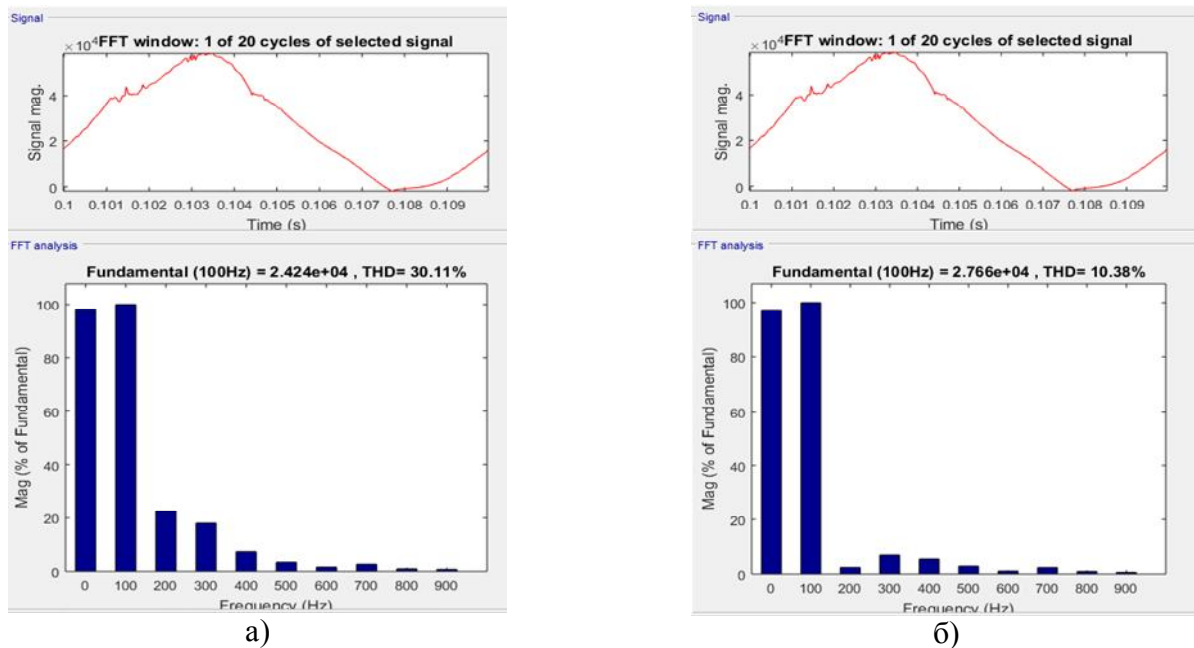 Signal
×10⁴ FFT window: 1 of 20 cycles of selected signal
Signal mag.
4
2
0
0.1 0.101 0.102 0.103 0.104 0.105 0.106 0.107 0.108 0.109
Time (s)
FFT analysis
Fundamental (100Hz) = 2.424e+04 , THD= 30.11%
Mag (% of Fundamental)
100
80
60
40
20
0
0 100 200 300 400 500 600 700 800 900
Frequency (Hz)
а)
Signal
×10⁴ FFT window: 1 of 20 cycles of selected signal
Signal mag.
4
2
0
0.1 0.101 0.102 0.103 0.104 0.105 0.106 0.107 0.108 0.109
Time (s)
FFT analysis
Fundamental (100Hz) = 2.766e+04 , THD= 10.38%
Mag (% of Fundamental)
100
80
60
40
20
0
0 100 200 300 400 500 600 700 800 900
Frequency (Hz)
б)